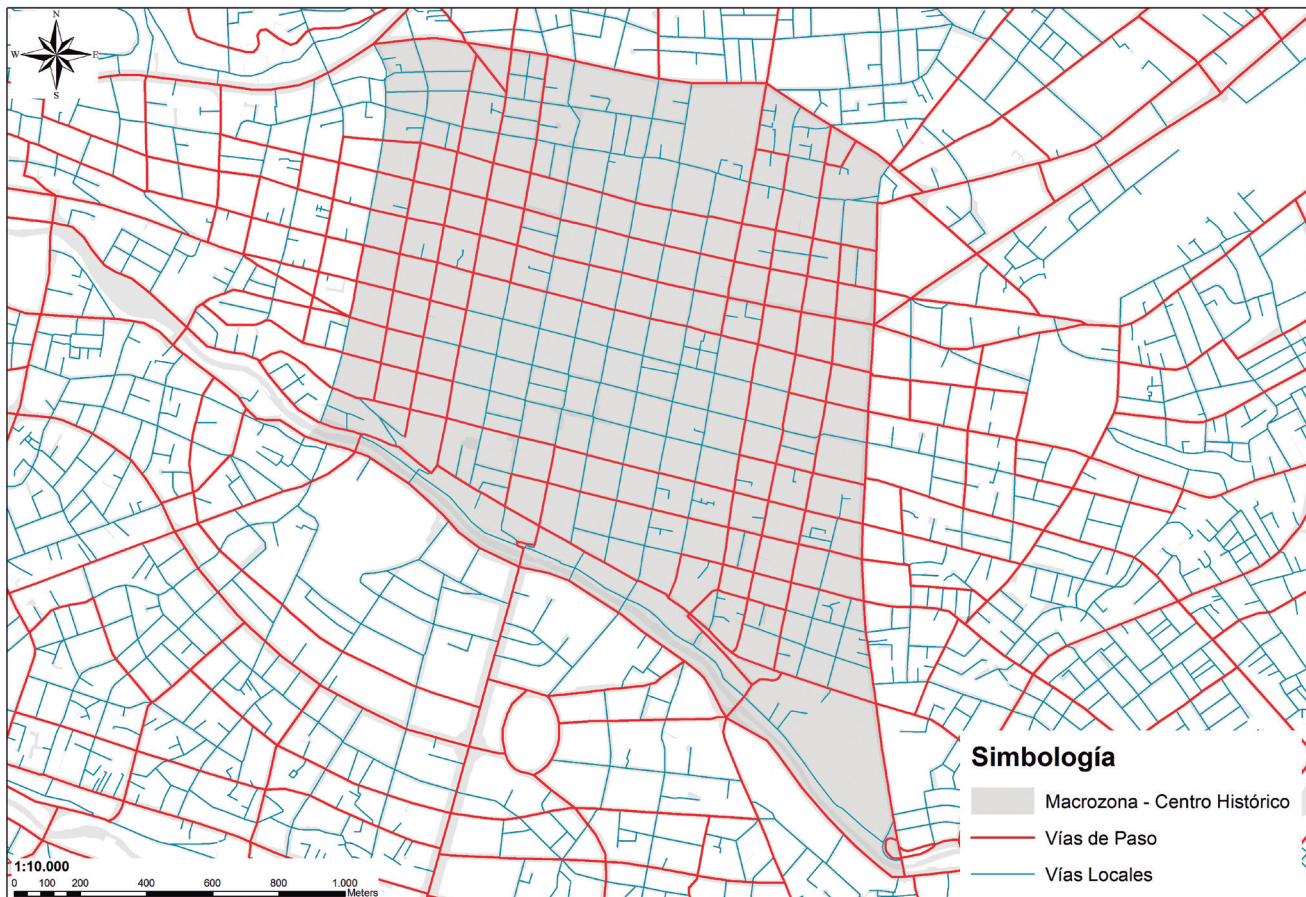 N
W E
S
Simbología
Macrozona - Centro Histórico
Vías de Paso
Vías Locales
1:10.000
0 100 200 400 600 800 1.000
Meters